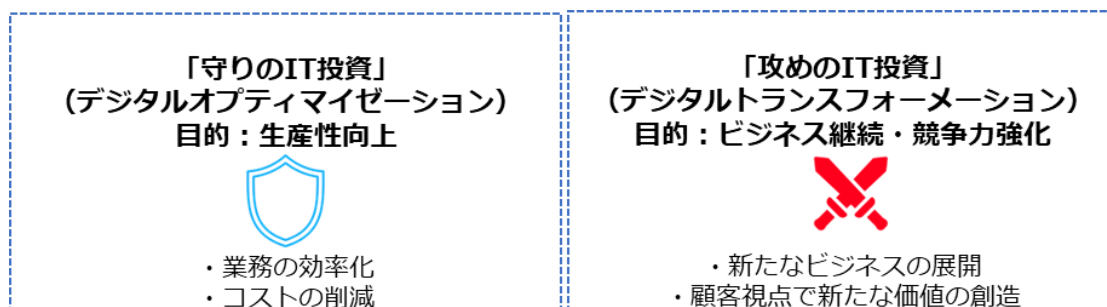 「守りのIT投資」
（デジタルオプティマイゼーション）
目的：生産性向上
・業務の効率化
・コストの削減
「攻めのIT投資」
（デジタルトランスフォーメーション）
目的：ビジネス継続・競争力強化
・新たなビジネスの展開
・顧客視点で新たな価値の創造